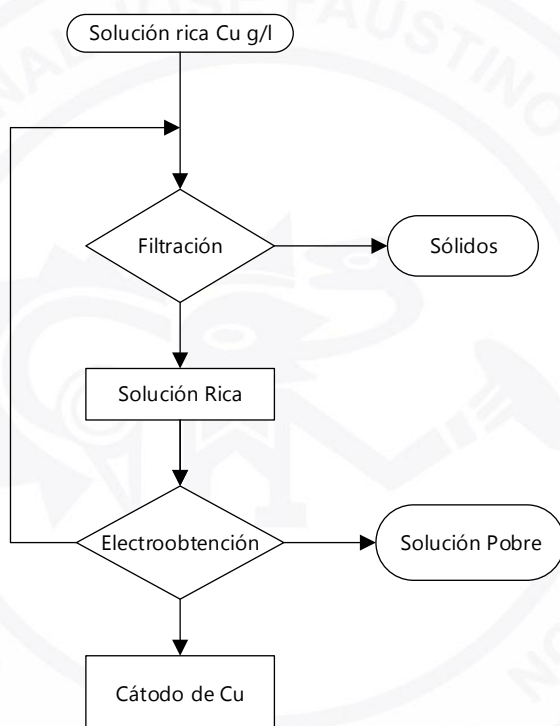 Solución rica Cu g/l
Filtración
Sólidos
Solución Rica
Electroobtención
Solución Pobre
Cátodo de Cu